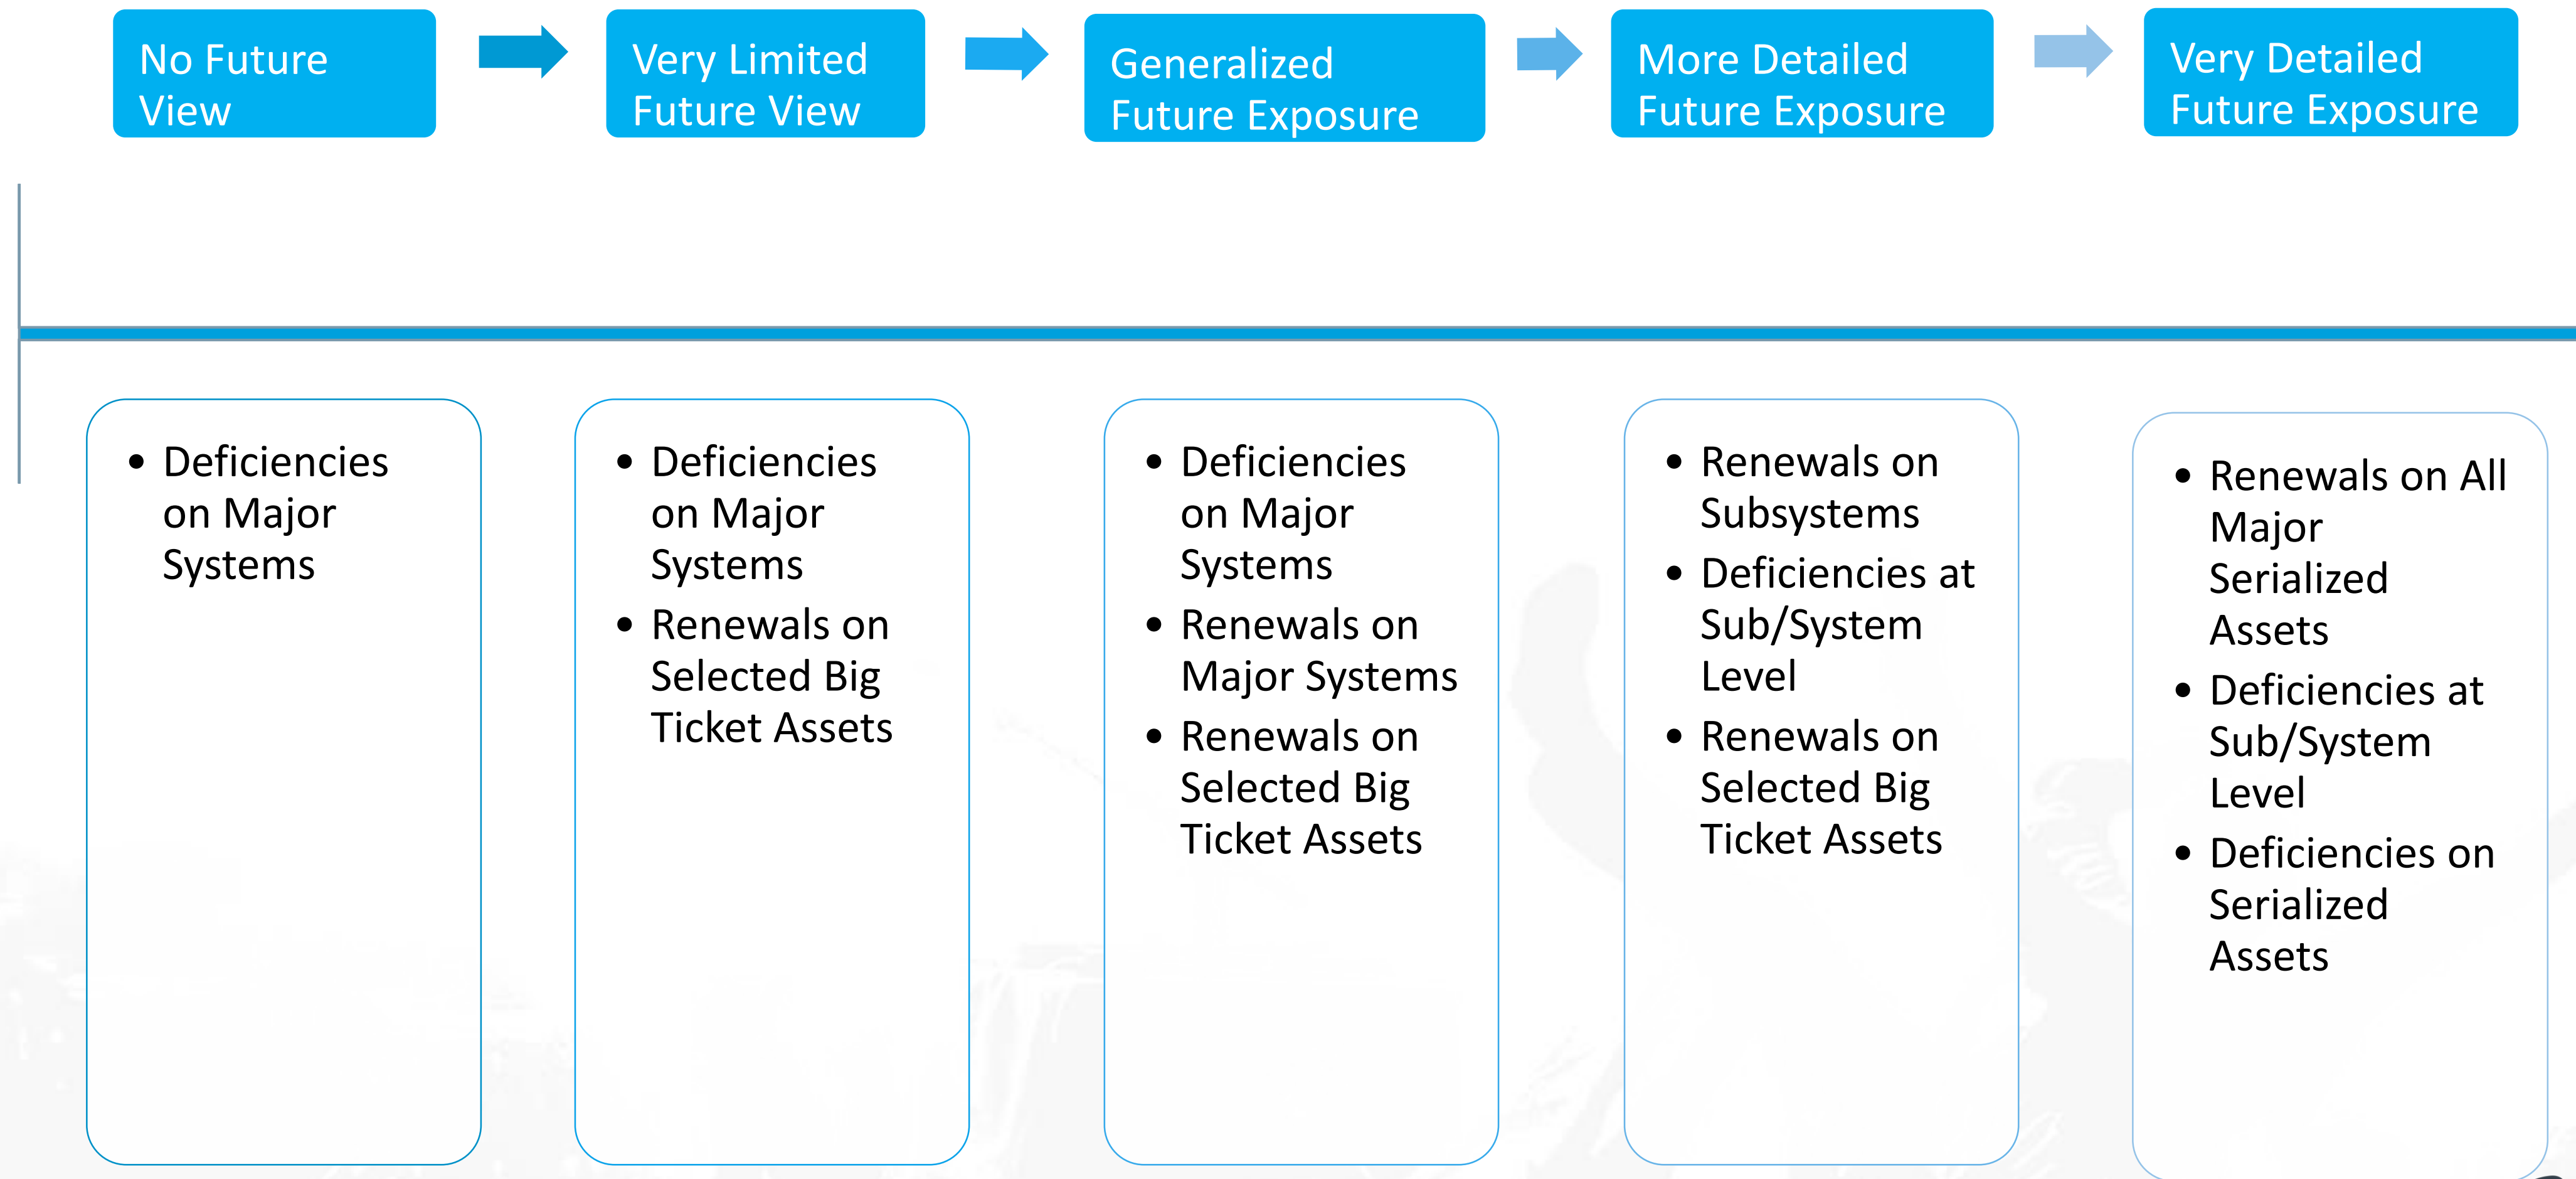 No Future
View
Very Limited
Future View
Generalized
Future Exposure
More Detailed
Future Exposure
Very Detailed
Future Exposure
• Deficiencies
on Major
Systems
• Deficiencies
on Major
Systems
• Renewals on
Selected Big
Ticket Assets
• Deficiencies
on Major
Systems
• Renewals on
Major Systems
• Renewals on
Selected Big
Ticket Assets
• Renewals on
Subsystems
• Deficiencies at
Sub/System
Level
• Renewals on
Selected Big
Ticket Assets
• Renewals on All
Major
Serialized
Assets
• Deficiencies at
Sub/System
Level
• Deficiencies on
Serialized
Assets